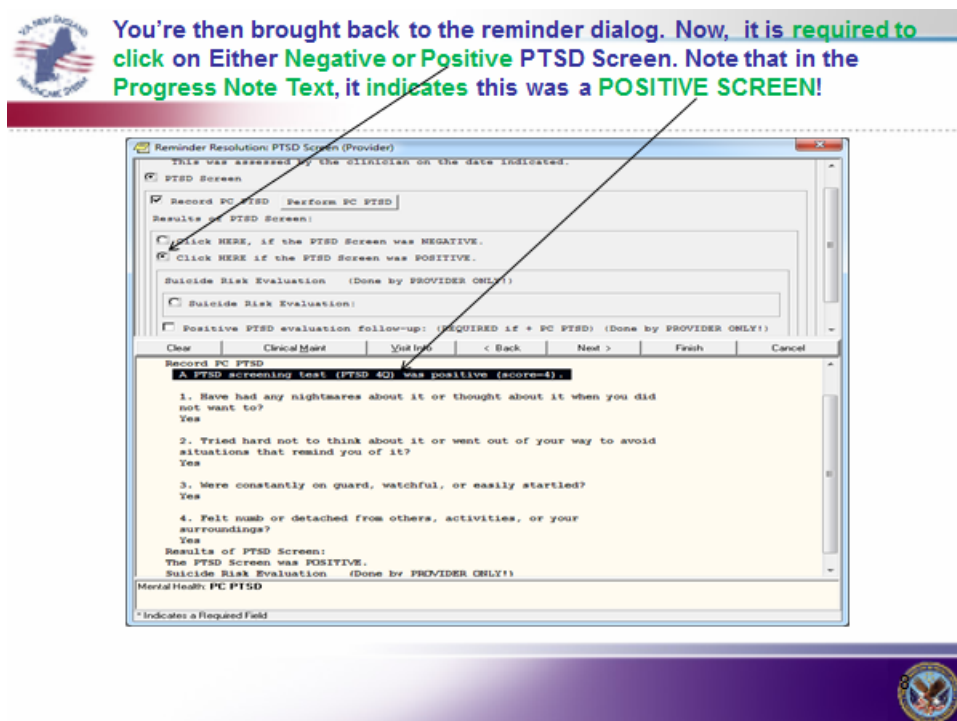 VA NEW ENGLAND
HEALTHCARE SYSTEM
You're then brought back to the reminder dialog. Now, it is required to
click on Either Negative or Positive PTSD Screen. Note that in the
Progress Note Text, it indicates this was a POSITIVE SCREEN!
Reminder Resolution: PTSD Screen (Provider)
This was assessed by the clinician on the date indicated.
PTSD Screen
Record PC PTSD Perform PC PTSD
Results of PTSD Screen:
Click HERE, if the PTSD Screen was NEGATIVE.
Click HERE if the PTSD Screen was POSITIVE.
Suicide Risk Evaluation (Done by PROVIDER ONLY!)
Suicide Risk Evaluation:
Positive PTSD evaluation follow-up: (REQUIRED if + PC PTSD) (Done by PROVIDER ONLY!)
Clear Clinical Maint Visit Info < Back Next > Finish Cancel
Record PC PTSD
A PTSD screening test (PTSD 4Q) was positive (score=4).
1. Have had any nightmares about it or thought about it when you did
not want to?
Yes
2. Tried hard not to think about it or went out of your way to avoid
situations that remind you of it?
Yes
3. Were constantly on guard, watchful, or easily startled?
Yes
4. Felt numb or detached from others, activities, or your
surroundings?
Yes
Results of PTSD Screen:
The PTSD Screen was POSITIVE.
Suicide Risk Evaluation (Done by PROVIDER ONLY!)
Mental Health: PC PTSD
* Indicates a Required Field